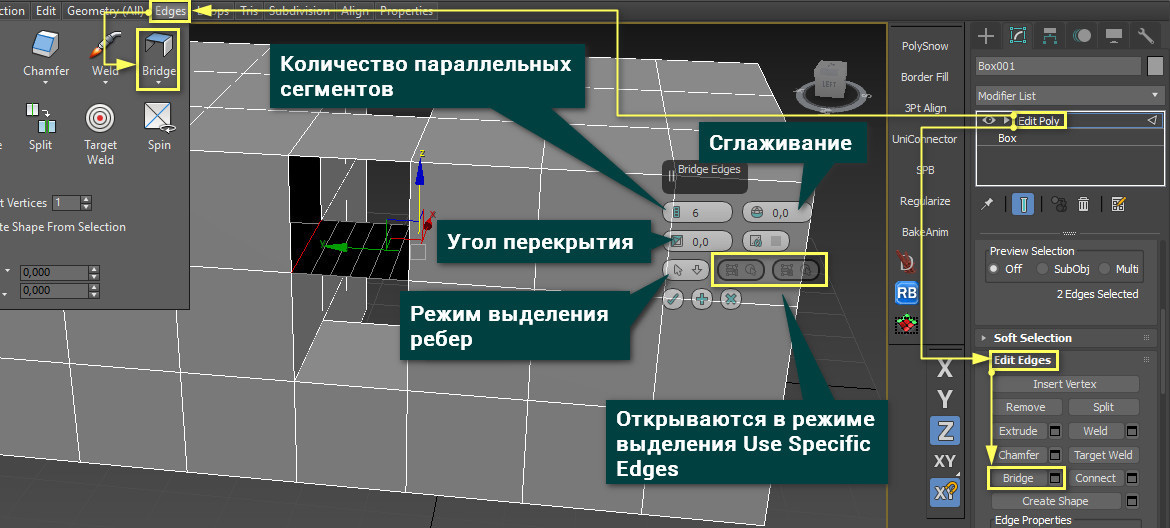 ction Edit Geometry (All) Edges ops Tris Subdivision Align Properties
Chamfer Weld Bridge
Split Target Weld Spin
t Vertices 1
te Shape From Selection
0,000
0,000
Количество параллельных
сегментов
Сглаживание
Bridge Edges
6 0,0
Угол перекрытия
0,0
Режим выделения
ребер
Открываются в режиме
выделения Use Specific
Edges
LEFT
z
x
y
PolySnow
Border Fill
3Pt Align
UniConnector
SPB
Regularize
BakeAnim
RB
X
Y
Z
XY
XY
Box001
Modifier List
Edit Poly
Box
Preview Selection
Off SubObj Multi
2 Edges Selected
Soft Selection
Edit Edges
Insert Vertex
Remove Split
Extrude Weld
Chamfer Target Weld
Bridge Connect
Create Shape
Edge Properties